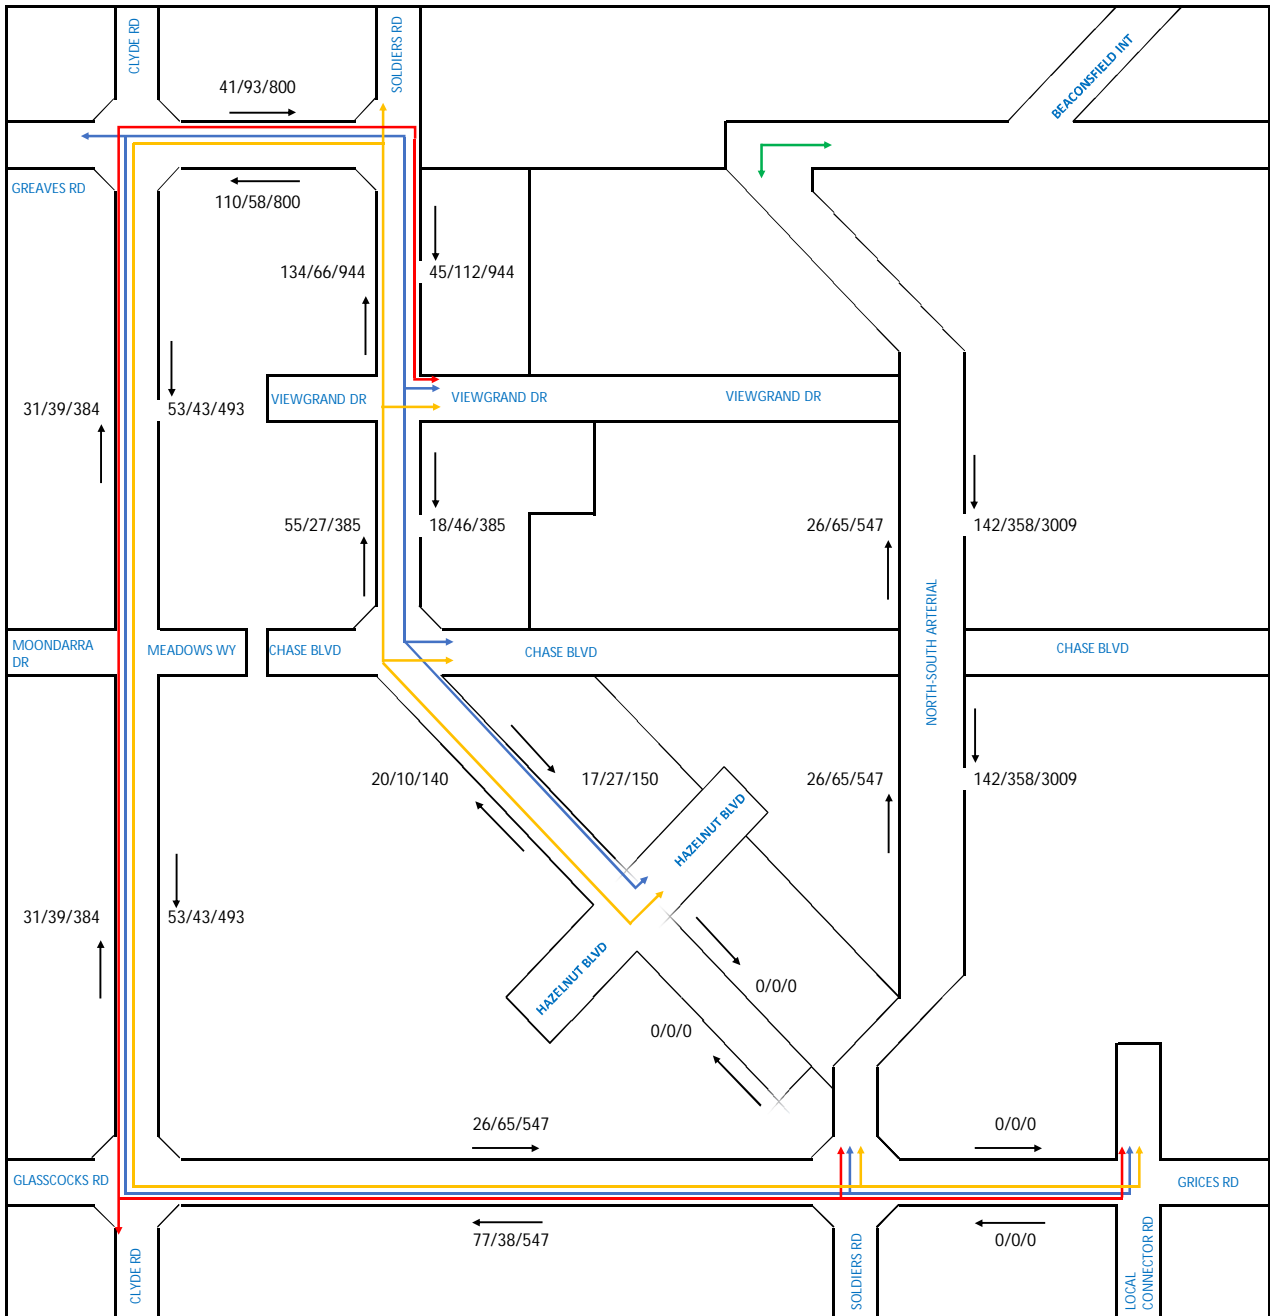 CLYDE RD
SOLDIERS RD
BEACONSFIELD INT
41/93/800
GREAVES RD
110/58/800
134/66/944
45/112/944
31/39/384
53/43/493
VIEWGRAND DR
VIEWGRAND DR
VIEWGRAND DR
55/27/385
18/46/385
26/65/547
142/358/3009
NORTH-SOUTH ARTERIAL
MOONDARRA
DR
MEADOWS WY
CHASE BLVD
CHASE BLVD
CHASE BLVD
20/10/140
17/27/150
26/65/547
142/358/3009
HAZELNUT BLVD
31/39/384
53/43/493
HAZELNUT BLVD
0/0/0
0/0/0
26/65/547
0/0/0
GLASSCOCKS RD
GRICES RD
77/38/547
0/0/0
CLYDE RD
SOLDIERS RD
LOCAL
CONNECTOR RD